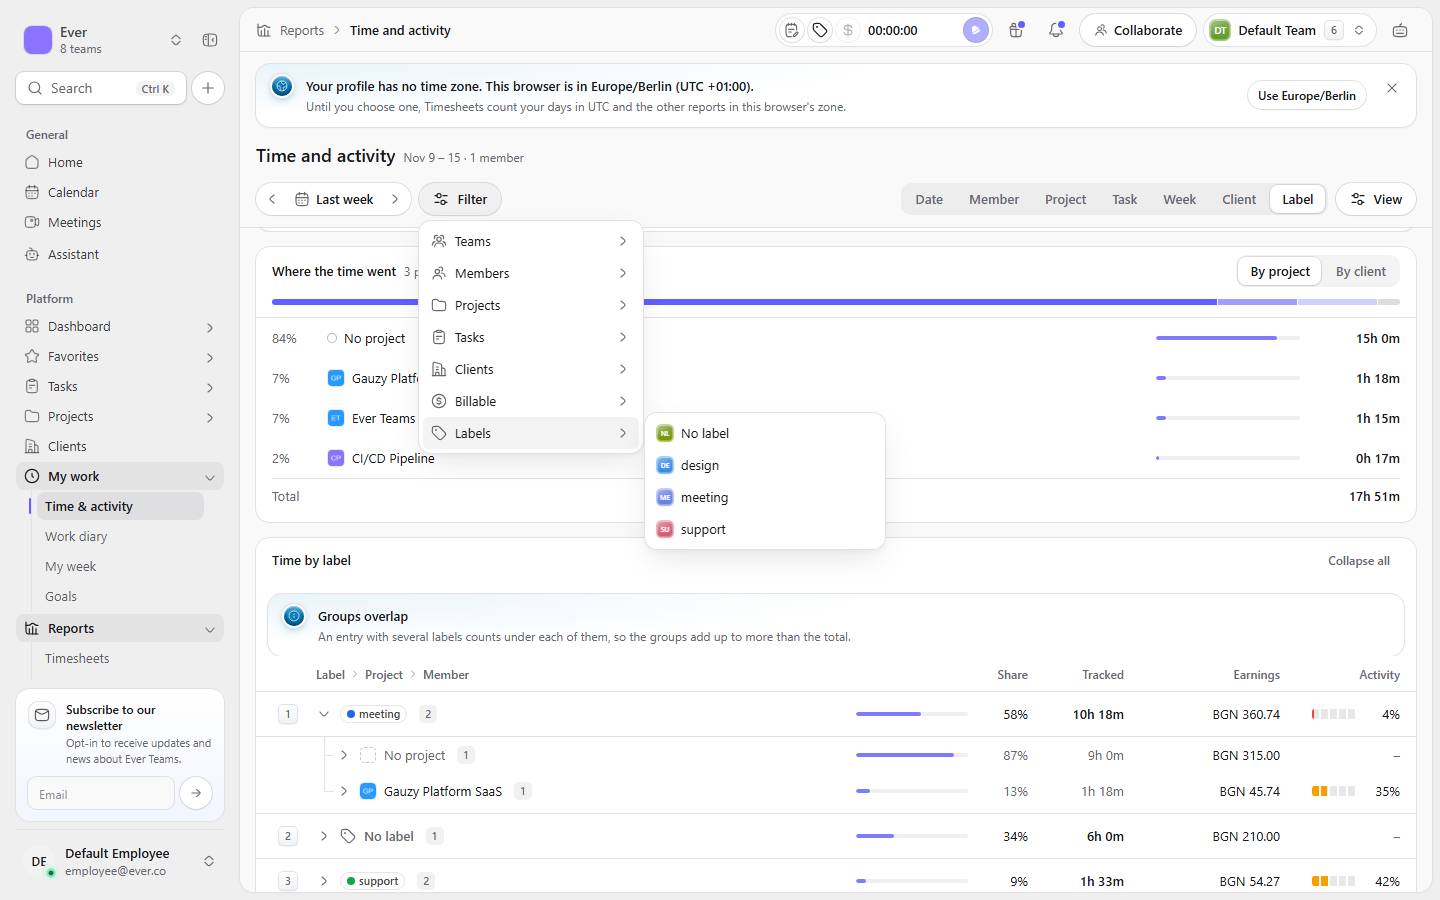 Ever
8 teams
Search
Ctrl K
General
Home
Calendar
Meetings
Assistant
Platform
Dashboard
Favorites
Tasks
Projects
Clients
My work
Time & activity
Work diary
My week
Goals
Reports
Timesheets
Subscribe to our
newsletter
Opt-in to receive updates and
news about Ever Teams.
Email
DE
Default Employee
employee@ever.co
Reports
Time and activity
$
00:00:00
Collaborate
DT
Default Team
6
Your profile has no time zone. This browser is in Europe/Berlin (UTC +01:00).
Until you choose one, Timesheets count your days in UTC and the other reports in this browser's zone.
Use Europe/Berlin
Time and activity
Nov 9 – 15 · 1 member
Last week
Filter
Date
Member
Project
Task
Week
Client
Label
View
Teams
Members
Projects
Tasks
Clients
Billable
Labels
NL No label
DE design
ME meeting
SU support
Where the time went
3 p
By project
By client
84%
No project
15h 0m
7%
GP Gauzy Platf
1h 18m
7%
ET Ever Teams
1h 15m
2%
CP CI/CD Pipeline
0h 17m
Total
17h 51m
Time by label
Collapse all
Groups overlap
An entry with several labels counts under each of them, so the groups add up to more than the total.
Label
Project
Member
Share
Tracked
Earnings
Activity
1 meeting 2 58% 10h 18m BGN 360.74 4%
No project 1 87% 9h 0m BGN 315.00 –
GP Gauzy Platform SaaS 1 13% 1h 18m BGN 45.74 35%
2 No label 1 34% 6h 0m BGN 210.00 –
3 support 2 9% 1h 33m BGN 54.27 42%